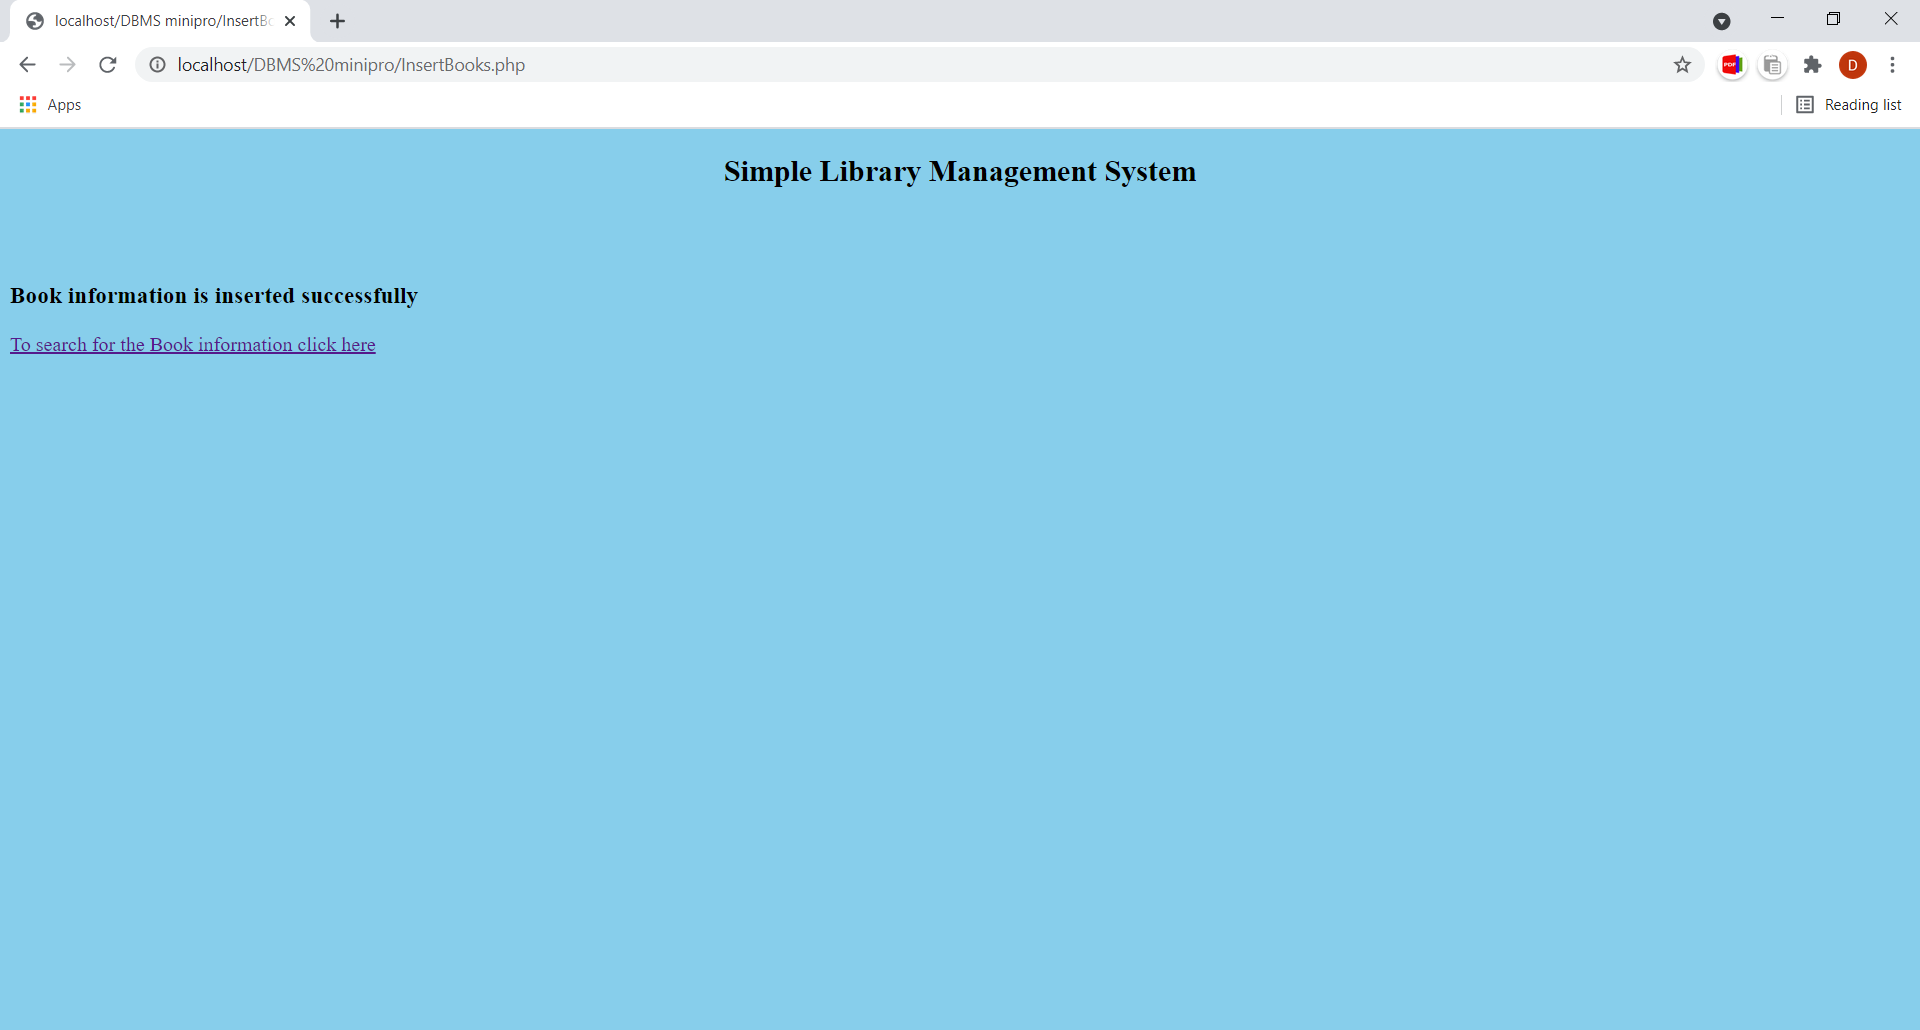 localhost/DBMS minipro/InsertBo
localhost/DBMS%20minipro/InsertBooks.php
PDF
D
Apps
Reading list
Simple Library Management System
Book information is inserted successfully
To search for the Book information click here